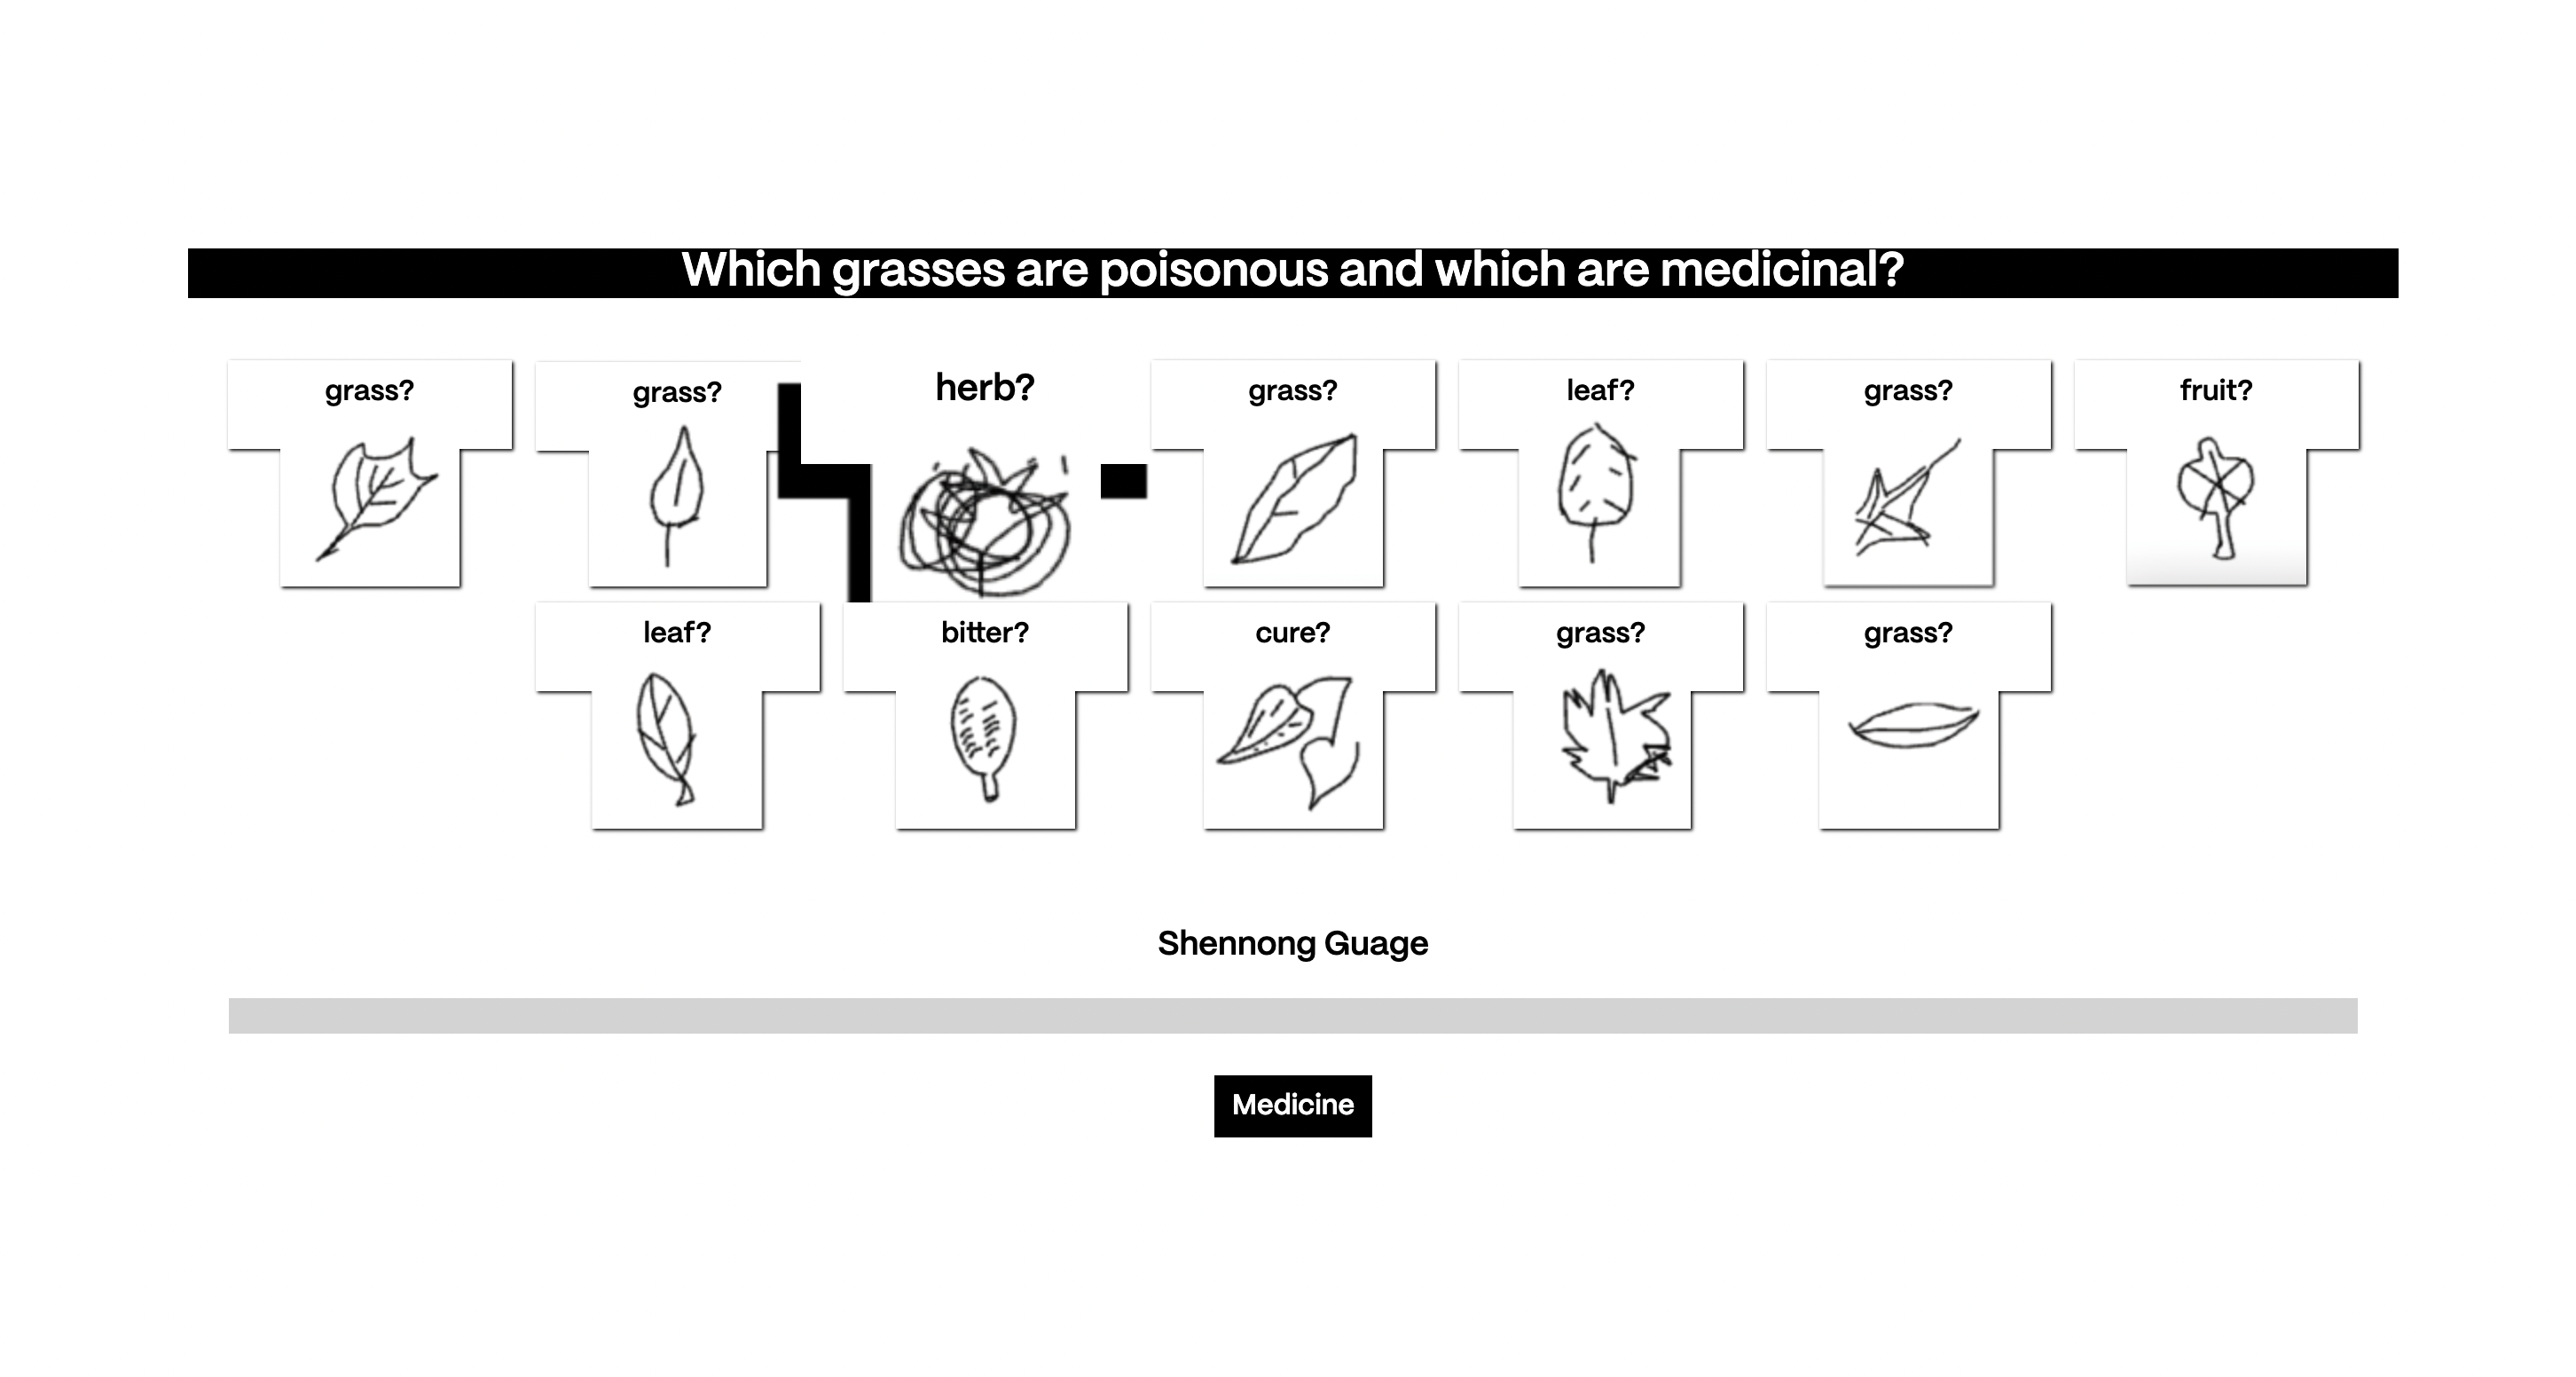 Which grasses are poisonous and which are medicinal?
grass?
grass?
herb?
grass?
leaf?
grass?
fruit?
leaf?
bitter?
cure?
grass?
grass?
Shennong Guage
Medicine